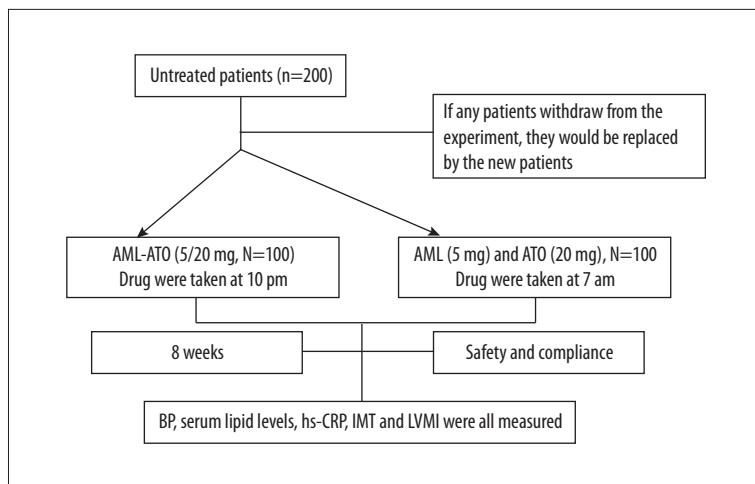 Untreated patients (n=200)
If any patients withdraw from the
experiment, they would be replaced
by the new patients
AML-ATO (5/20 mg, N=100)
Drug were taken at 10 pm
AML (5 mg) and ATO (20 mg), N=100
Drug were taken at 7 am
8 weeks
Safety and compliance
BP, serum lipid levels, hs-CRP, IMT and LVMI were all measured